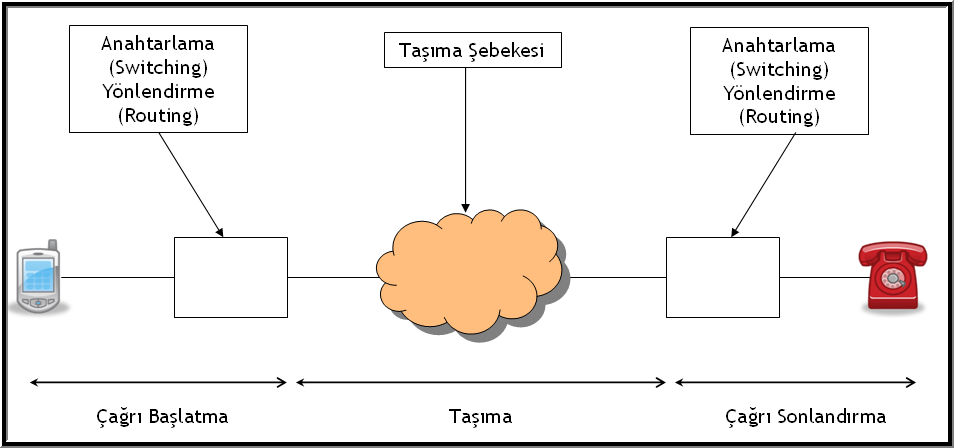 Anahtarlama
(Switching)
Yönlendirme
(Routing)
Taşıma Şebekesi
Anahtarlama
(Switching)
Yönlendirme
(Routing)
Çağrı Başlatma
Taşıma
Çağrı Sonlandırma